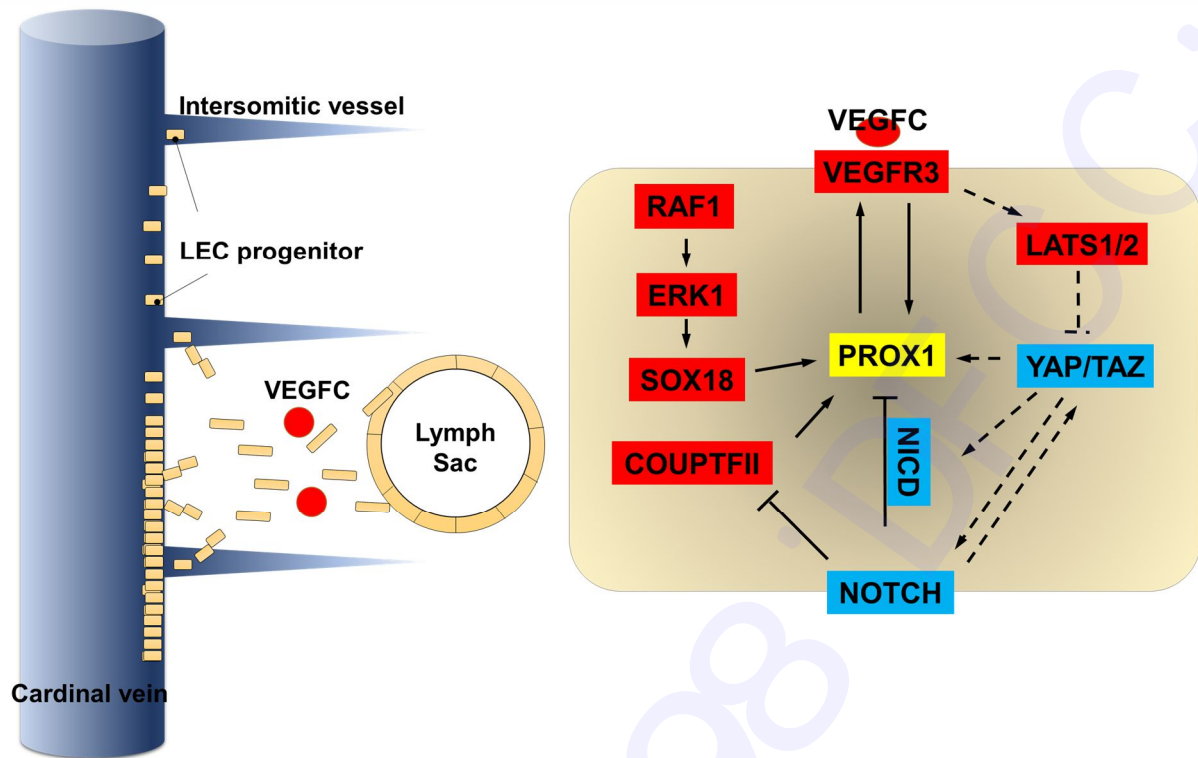 Intersomitic vessel
LEC progenitor
VEGFC
Lymph
Sac
Cardinal vein
VEGFC
VEGFR3
RAF1
LATS1/2
ERK1
PROX1
YAP/TAZ
SOX18
NICD
COUPTFII
NOTCH